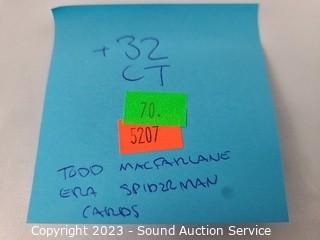 +32
CT
70.
5207
TODD MACFARLANE
ERA SPIDERMAN
CARDS
Copyright 2023 - Sound Auction Service